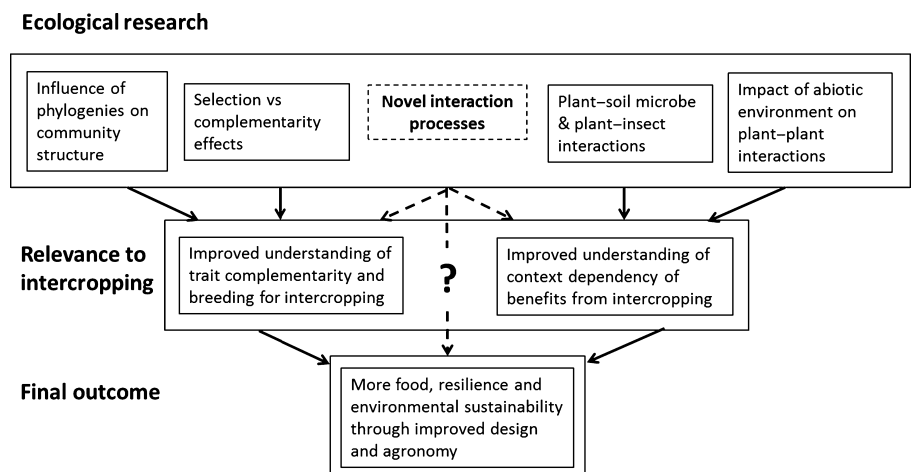 Ecological research
Influence of
phylogenies on
community
structure
Selection vs
complementarity
effects
Novel interaction
processes
Plant–soil microbe
& plant–insect
interactions
Impact of abiotic
environment on
plant–plant
interactions
Relevance to
intercropping
Improved understanding of
trait complementarity and
breeding for intercropping
?
Improved understanding of
context dependency of
benefits from intercropping
Final outcome
More food, resilience and
environmental sustainability
through improved design
and agronomy